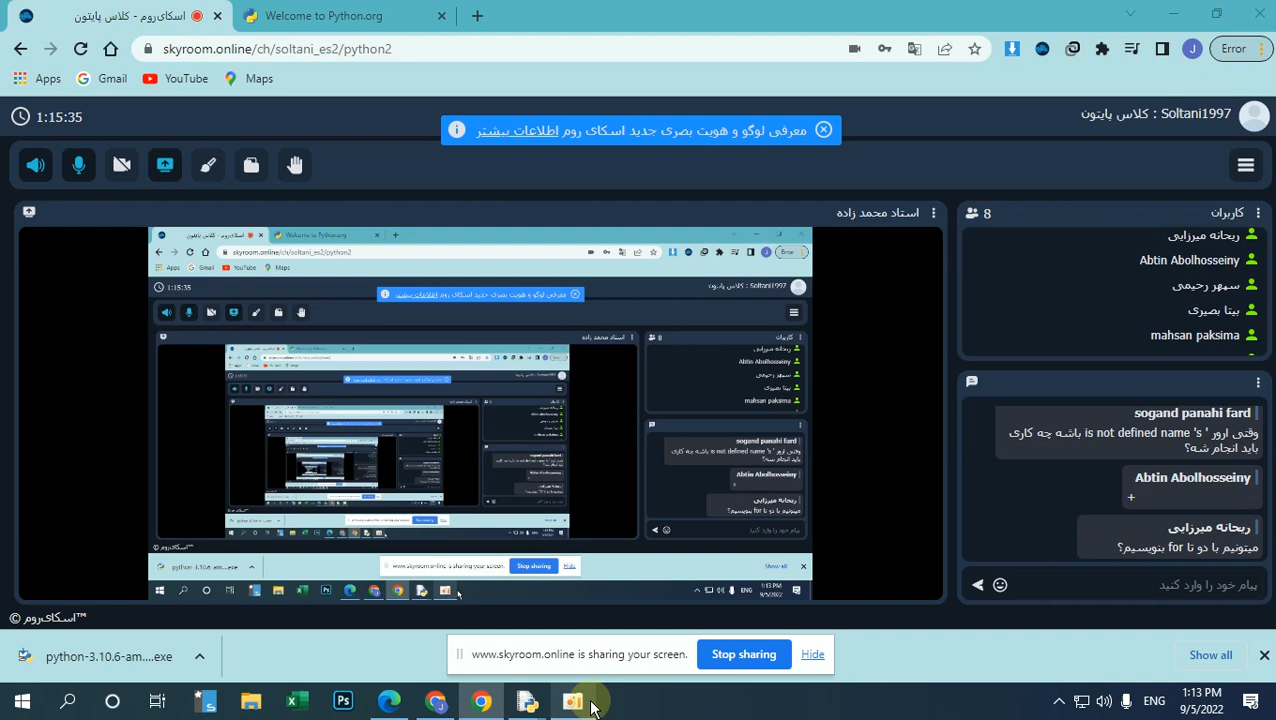 اسکای‌روم - کلاس پایتون
Welcome to Python.org
skyroom.online/ch/soltani_es2/python2
Error
Apps
Gmail
YouTube
Maps
1:15:35
معرفی لوگو و هویت بصری جدید اسکای روم اطلاعات بیشتر
کلاس پایتون : Soltani1997
استاد محمد زاده
8
کاربران
ریحانه میرزایی
Abtin Abolhosseiny
سپهر رحیمی
بیتا نصیری
mahsan paksima
sogand panahi fard
وقتی ارور ' is not defined name 's باشه چه کاری
باید انجام بدیم؟
Abtin Abolhosseiny
ریحانه میرزایی
میتونیم با دو تا for بنویسیم؟
پیام خود را وارد کنید
© اسکای‌روم™
python-3.10.6-am....exe
www.skyroom.online is sharing your screen.
Stop sharing
Hide
Show all
ENG
1:13 PM
9/5/2022